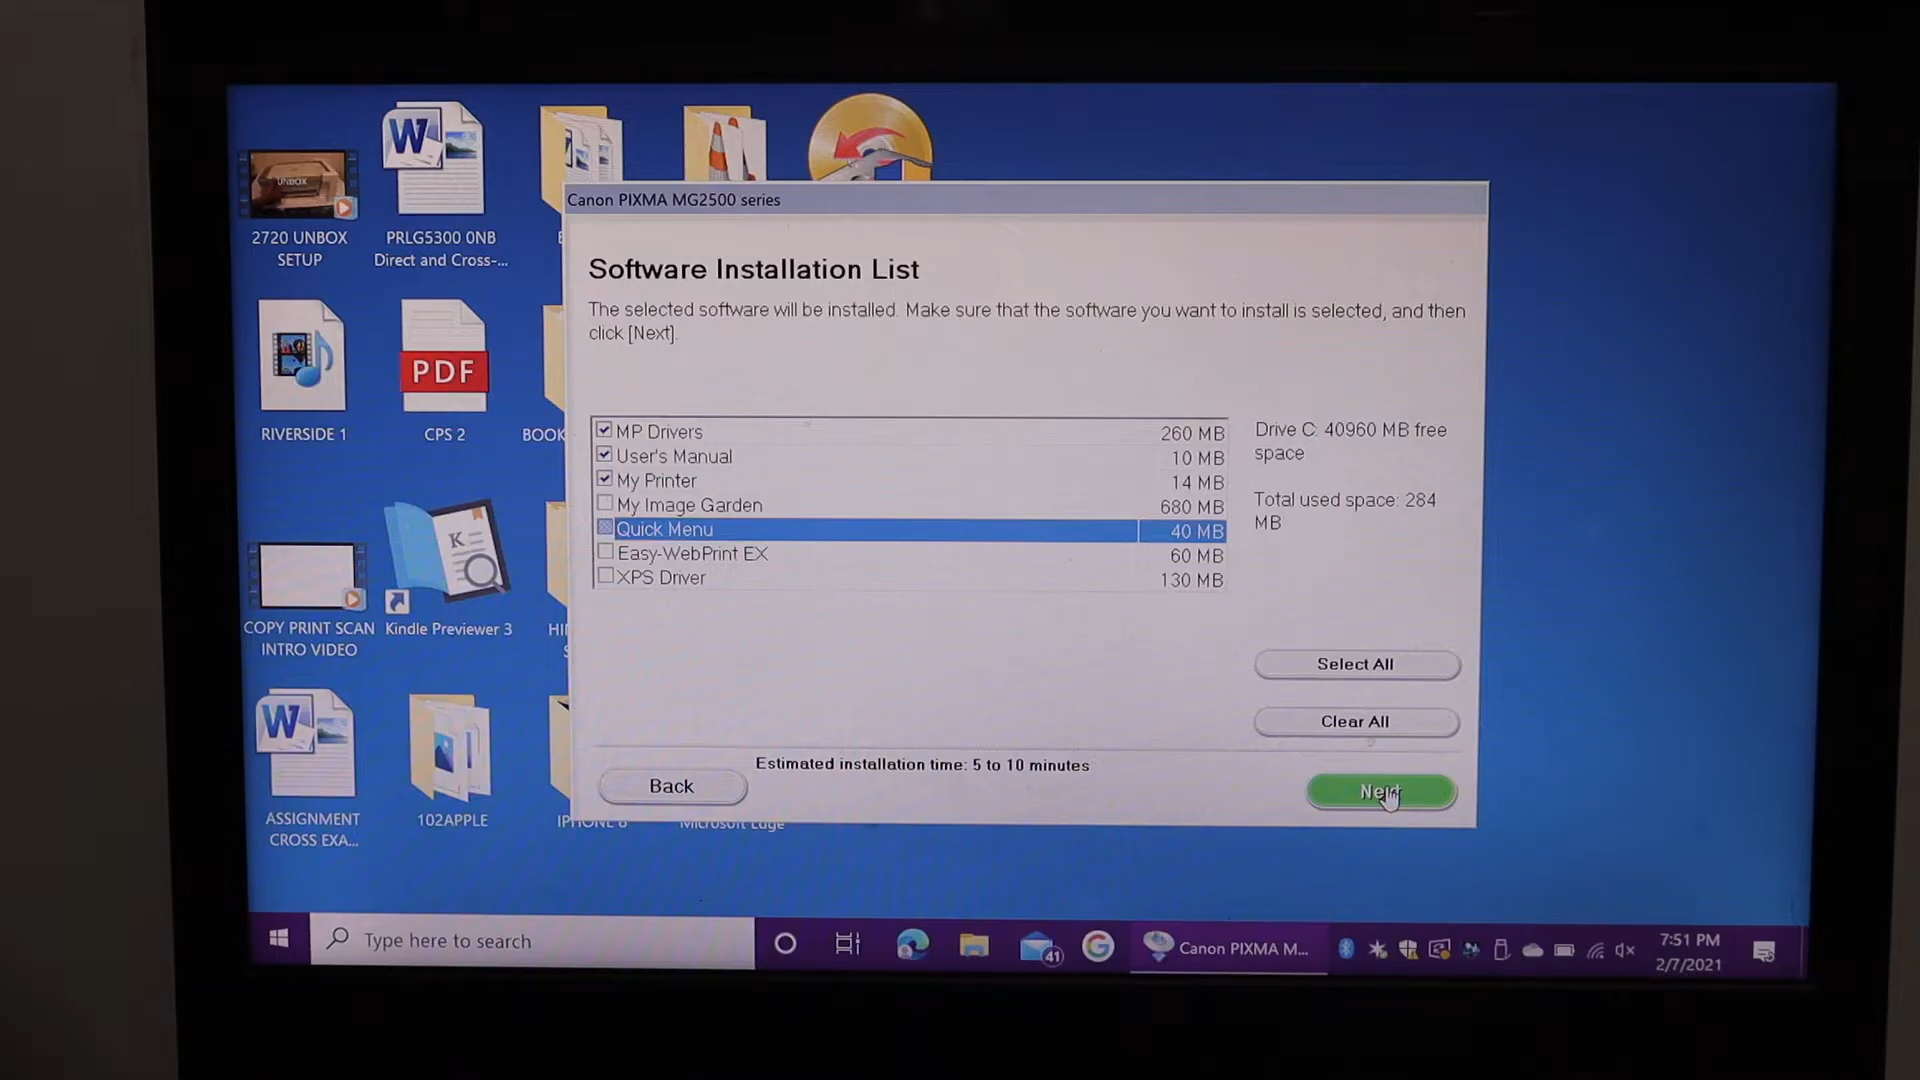 2720 UNBOX
SETUP
UNBOX
PRLG5300 0NB
Direct and Cross-...
RIVERSIDE 1
PDF
CPS 2
BOOK
COPY PRINT SCAN
INTRO VIDEO
Kindle Previewer 3
ASSIGNMENT
CROSS EXA...
102APPLE
Canon PIXMA MG2500 series
Software Installation List
The selected software will be installed. Make sure that the software you want to install is selected, and then
click [Next].
MP Drivers 260 MB
User's Manual 10 MB
My Printer 14 MB
My Image Garden 680 MB
Quick Menu 40 MB
Easy-WebPrint EX 60 MB
XPS Driver 130 MB
Drive C: 40960 MB free
space
Total used space: 284
MB
Select All
Clear All
Estimated installation time: 5 to 10 minutes
Back
Next
Microsoft Edge
Type here to search
41
Canon PIXMA M...
7:51 PM
2/7/2021